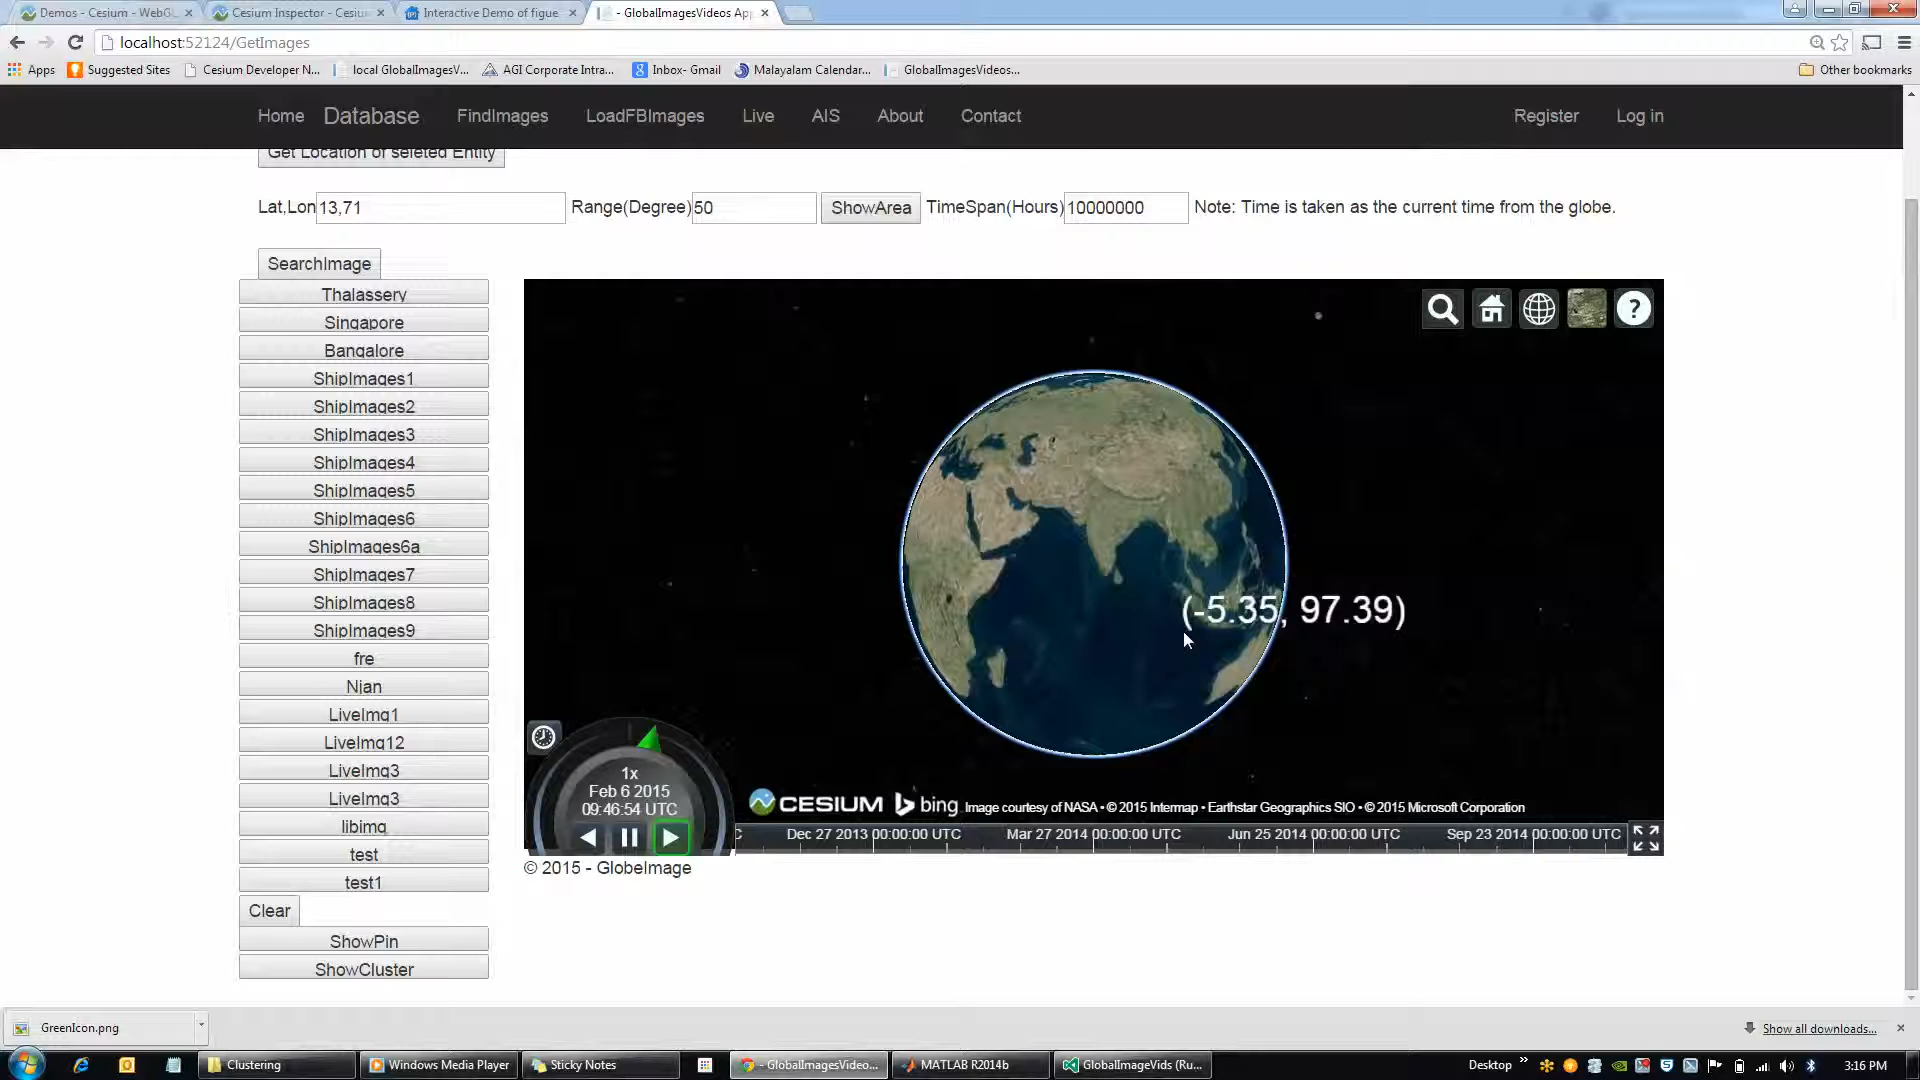 Demos - Cesium - WebGL
Cesium Inspector - Cesiu
Interactive Demo of figue
- GlobalImagesVideos App
localhost:52124/GetImages
Apps
Suggested Sites
Cesium Developer N...
local GlobalImagesV...
AGI Corporate Intra...
Inbox- Gmail
Malayalam Calendar...
GlobalImagesVideos...
Other bookmarks
Home
Database
FindImages
LoadFBImages
Live
AIS
About
Contact
Register
Log in
Get Location of seleted Entity
Lat,Lon 13,71 Range(Degree) 50 ShowArea TimeSpan(Hours) 10000000 Note: Time is taken as the current time from the globe.
SearchImage
Thalassery
Singapore
Bangalore
ShipImages1
ShipImages2
ShipImages3
ShipImages4
ShipImages5
ShipImages6
ShipImages6a
ShipImages7
ShipImages8
ShipImages9
fre
Njan
LiveImg1
LiveImg12
LiveImg3
LiveImg3
libimg
test
test1
Clear
ShowPin
ShowCluster
?
(-5.35, 97.39)
1x
Feb 6 2015
09:46:54 UTC
CESIUM bing Image courtesy of NASA • © 2015 Intermap • Earthstar Geographics SIO • © 2015 Microsoft Corporation
C Dec 27 2013 00:00:00 UTC Mar 27 2014 00:00:00 UTC Jun 25 2014 00:00:00 UTC Sep 23 2014 00:00:00 UTC
© 2015 - GlobeImage
GreenIcon.png
Show all downloads...
Clustering
Windows Media Player
Sticky Notes
- GlobalImagesVideo...
MATLAB R2014b
GlobalImageVids (Ru...
Desktop
3:16 PM